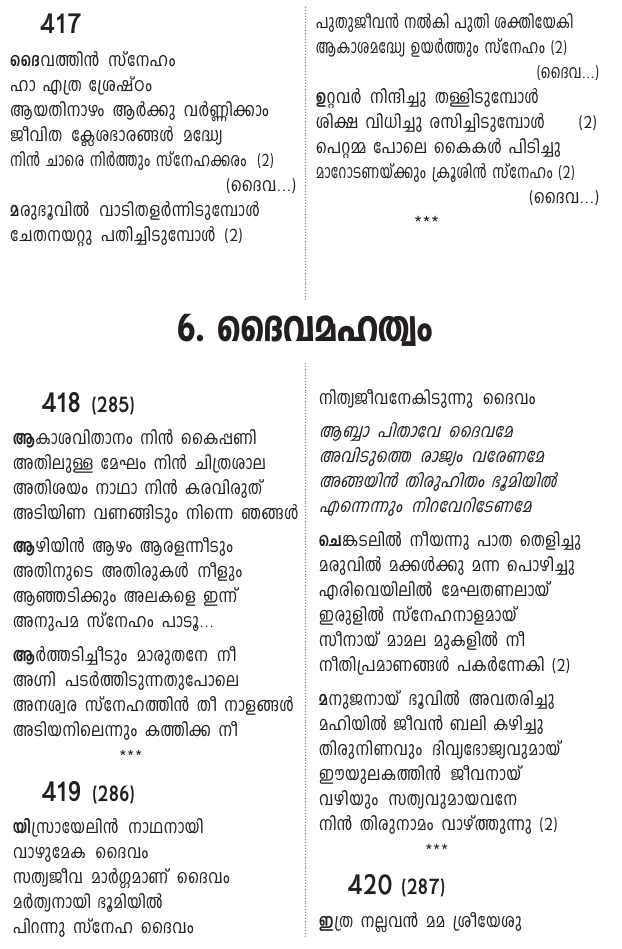 417
ദൈവത്തിൻ സ്നേഹം
ഹാ എത്ര ശ്രേഷ്ഠം
ആയതിനാഴം ആർക്കു വർണ്ണിക്കാം
ജീവിത ക്ലേശഭാരങ്ങൾ മദ്ധ്യേ
നിൻ ചാരെ നിർത്തും സ്നേഹക്കരം (2)
(ദൈവ...)
മരുഭൂവിൽ വാടിതളർന്നിടുമ്പോൾ
ചേതനയറ്റു പതിച്ചിടുമ്പോൾ (2)
പുതുജീവൻ നൽകി പുതി ശക്തിയേകി
ആകാശമദ്ധ്യേ ഉയർത്തും സ്നേഹം (2)
(ദൈവ...)
ഉറ്റവർ നിന്ദിച്ചു തള്ളിടുമ്പോൾ
ശിക്ഷ വിധിച്ചു രസിച്ചിടുമ്പോൾ (2)
പെറ്റമ്മ പോലെ കൈകൾ പിടിച്ചു
മാറോടണയ്ക്കും ക്രൂശിൻ സ്നേഹം (2)
(ദൈവ...)
***
6. ദൈവമഹത്വം
418 (285)
ആകാശവിതാനം നിൻ കൈപ്പണി
അതിലുള്ള മേഘം നിൻ ചിത്രശാല
അതിശയം നാഥാ നിൻ കരവിരുത്
അടിയിണ വണങ്ങിടും നിന്നെ ഞങ്ങൾ
ആഴിയിൻ ആഴം ആരളന്നീടും
അതിനുടെ അതിരുകൾ നീളും
ആഞ്ഞടിക്കും അലകളെ ഇന്ന്
അനുപമ സ്നേഹം പാടൂ...
ആർത്തടിച്ചീടും മാരുതനേ നീ
അഗ്നി പടർത്തിടുന്നതുപോലെ
അനശ്വര സ്നേഹത്തിൻ തീ നാളങ്ങൾ
അടിയനിലെന്നും കത്തിക്ക നീ
***
419 (286)
യിസ്രായേലിൻ നാഥനായി
വാഴുമേക ദൈവം
സത്യജീവ മാർഗ്ഗമാണ് ദൈവം
മർത്യനായി ഭൂമിയിൽ
പിറന്നു സ്നേഹ ദൈവം
നിത്യജീവനേകിടുന്നു ദൈവം
ആബ്ബാ പിതാവേ ദൈവമേ
അവിടുത്തെ രാജ്യം വരേണമേ
അങ്ങയിൻ തിരുഹിതം ഭൂമിയിൽ
എന്നെന്നും നിറവേറിടേണമേ
ചെങ്കടലിൽ നീയന്നു പാത തെളിച്ചു
മരുവിൽ മക്കൾക്കു മന്ന പൊഴിച്ചു
എരിവെയിലിൽ മേഘതണലായ്
ഇരുളിൽ സ്നേഹനാളമായ്
സീനായ് മാമല മുകളിൽ നീ
നീതിപ്രമാണങ്ങൾ പകർന്നേകി (2)
മനുജനായ് ഭൂവിൽ അവതരിച്ചു
മഹിയിൽ ജീവൻ ബലി കഴിച്ചു
തിരുനിണവും ദിവ്യഭോജ്യവുമായ്
ഈയുലകത്തിൻ ജീവനായ്
വഴിയും സത്യവുമായവനേ
നിൻ തിരുനാമം വാഴ്ത്തുന്നു (2)
***
420 (287)
ഇത്ര നല്ലവൻ മമ ശ്രീയേശു